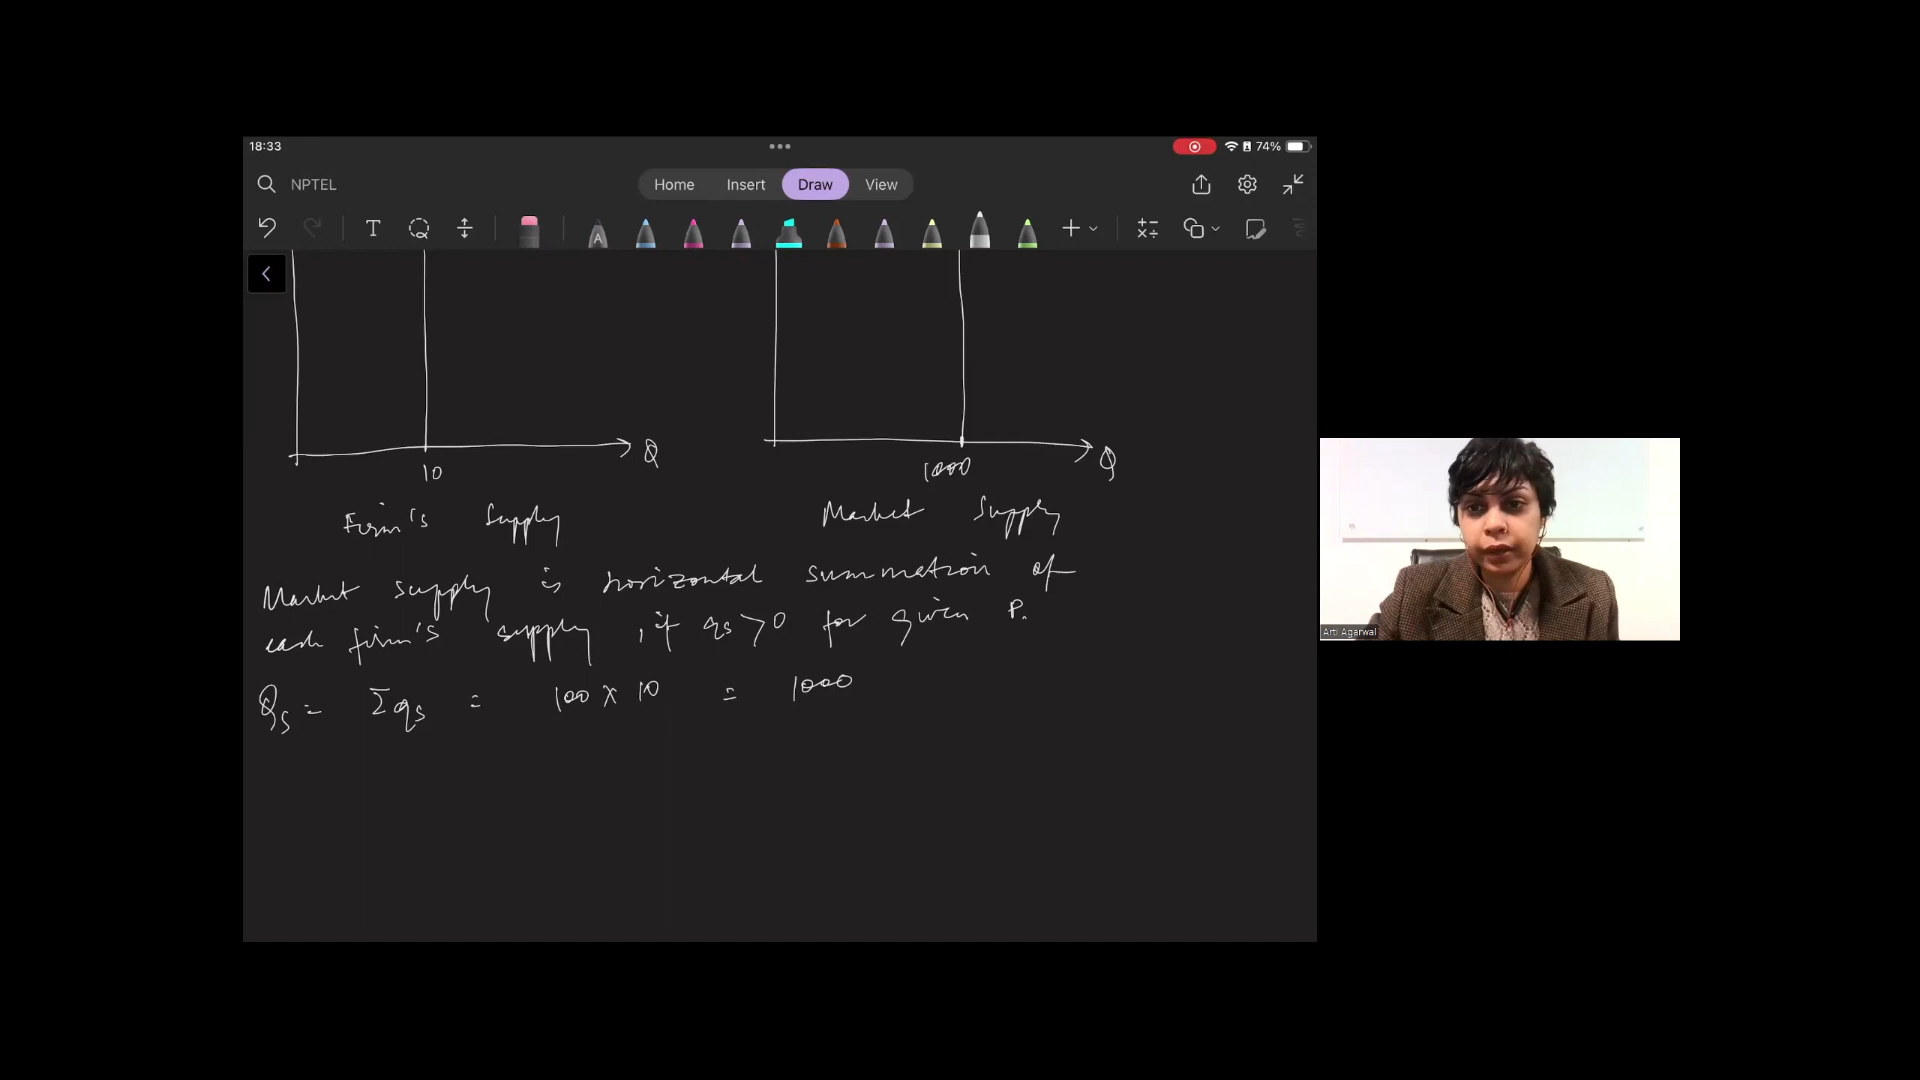 18:33
74%
NPTEL
Home Insert Draw View
T
A
Q
Q
10
1000
Firm's Supply
Market Supply
Market supply is horizontal summation of
each firm's supply, if qs > 0 for given P.
Qs = Σqs = 100 x 10 = 1000
Arti Agarwal